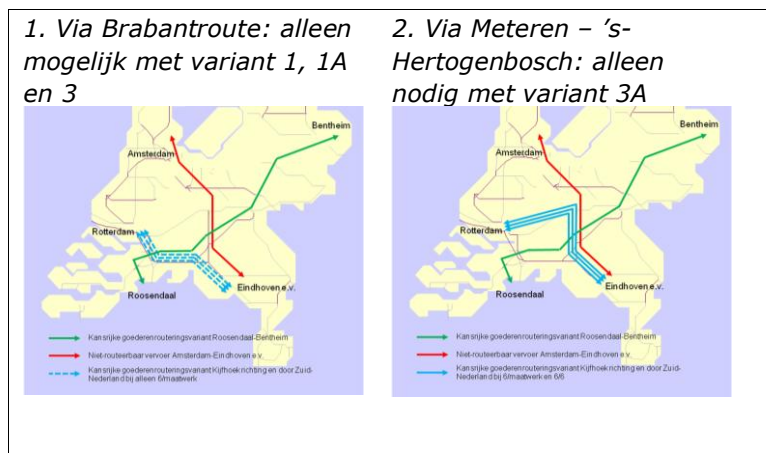 1. Via Brabantroute: alleen
mogelijk met variant 1, 1A
en 3
Bentheim
Amsterdam
Rotterdam
Roosendaal
Eindhoven e.v.
Kansrijke goederenrouteringsvariant Roosendaal-Bentheim
Niet-routeerbaar vervoer Amsterdam-Eindhoven e.v.
Kansrijke goederenrouteringsvariant Kijfhoek richting en door Zuid-
Nederland bij alleen 6/maatwerk
2. Via Meteren – ’s-
Hertogenbosch: alleen
nodig met variant 3A
Bentheim
Amsterdam
Rotterdam
Roosendaal
Eindhoven e.v.
Kansrijke goederenrouteringsvariant Roosendaal-Bentheim
Niet-routeerbaar vervoer Amsterdam-Eindhoven e.v.
Kansrijke goederenrouteringsvariant Kijfhoek richting en door Zuid-
Nederland bij 6/maatwerk en 6/6